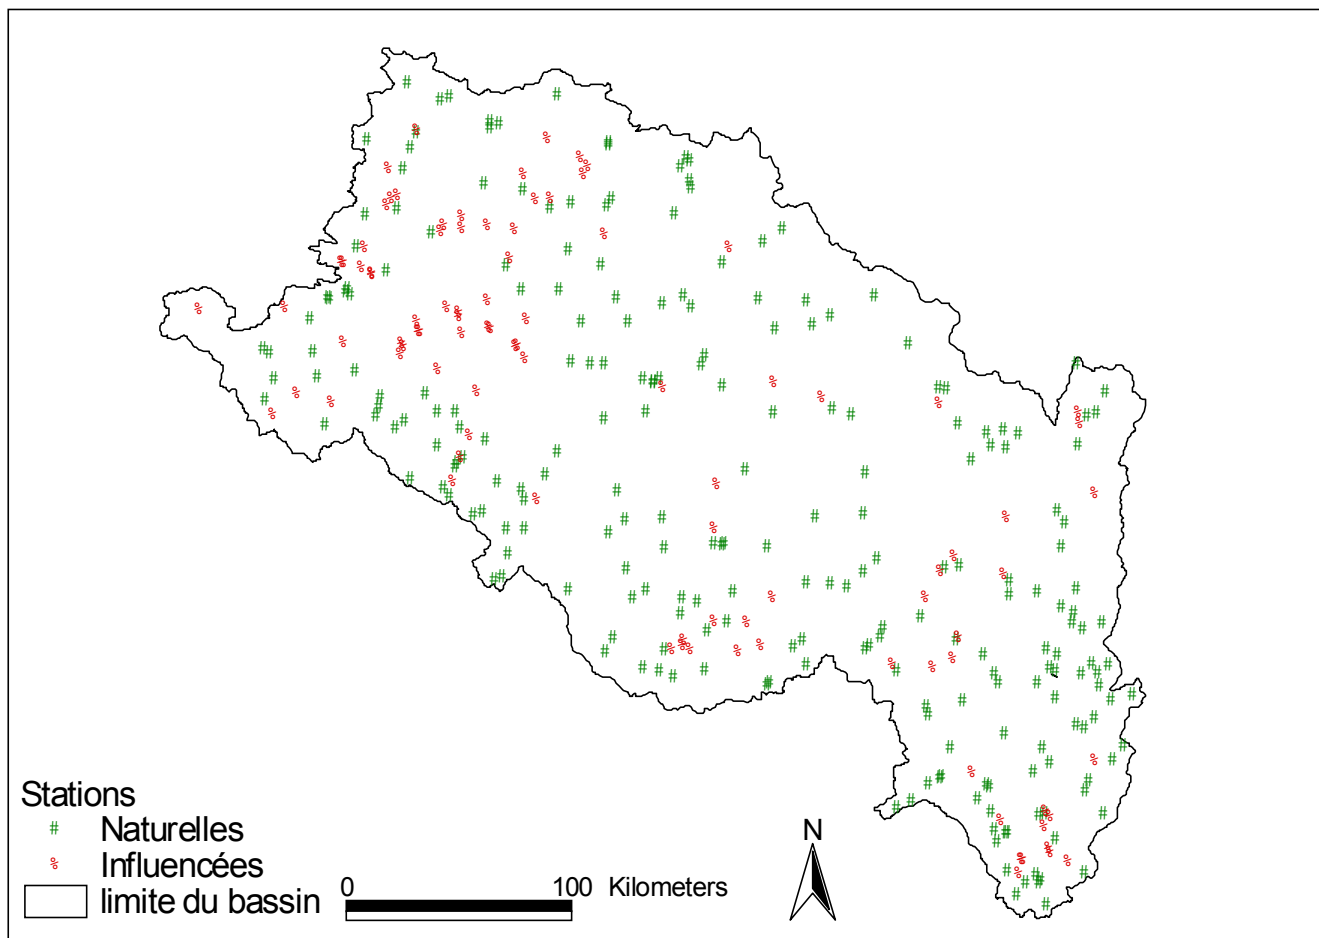 Stations
# Naturelles
% Influencées
limite du bassin
0 100 Kilometers
N